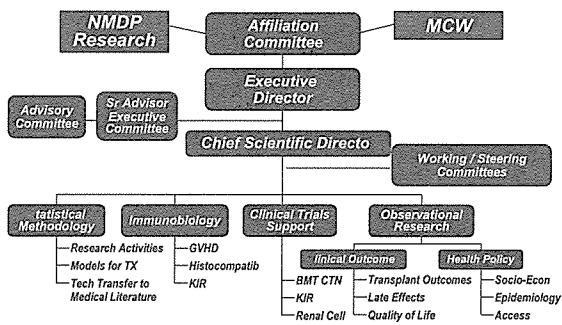 NMDP
Research
Affiliation
Committee
MCW
Executive
Director
Advisory
Committee
Sr Advisor
Executive
Committee
Chief Scientific Directo
Working / Steering
Committees
tatistical
Methodology
Immunobiology
Clinical Trials
Support
Observational
Research
Research Activities
Models for TX
Tech Transfer to
Medical Literature
GVHD
Histocompatib
KIR
linical Outcome
Health Policy
BMT CTN
KIR
Renal Cell
Transplant Outcomes
Late Effects
Quality of Life
Socio-Econ
Epidemiology
Access